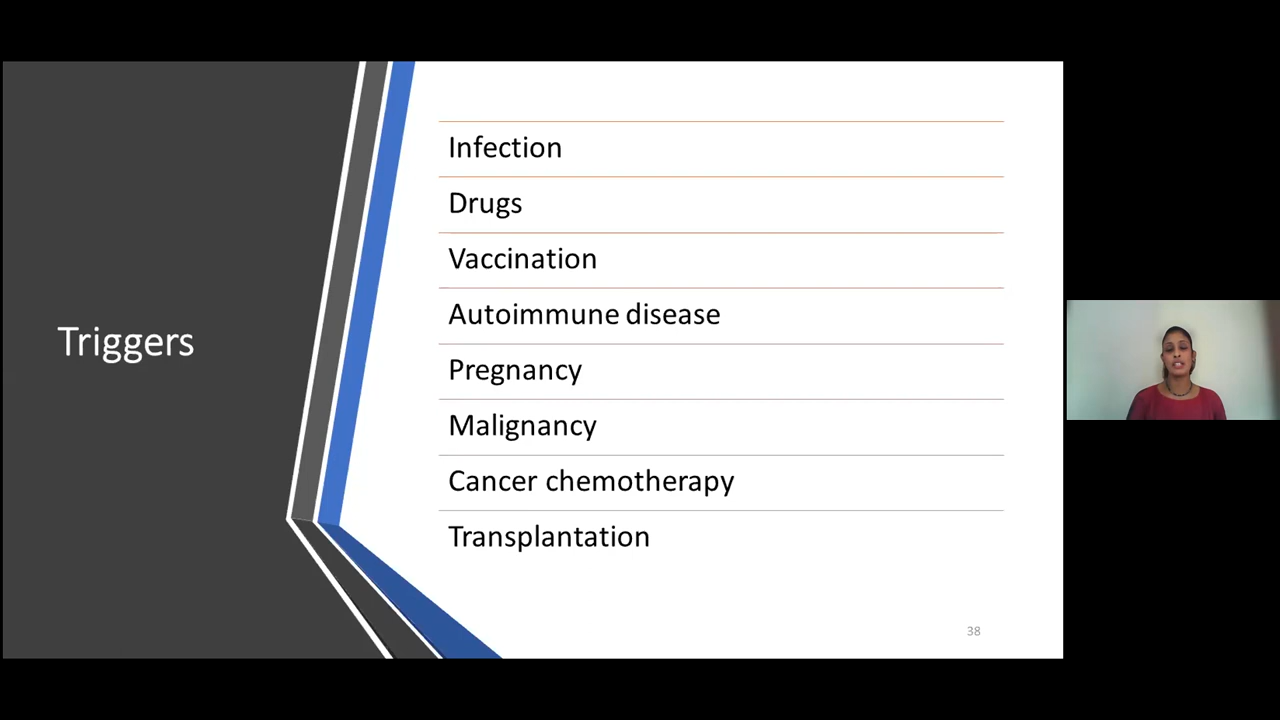 Triggers
Infection
Drugs
Vaccination
Autoimmune disease
Pregnancy
Malignancy
Cancer chemotherapy
Transplantation
38